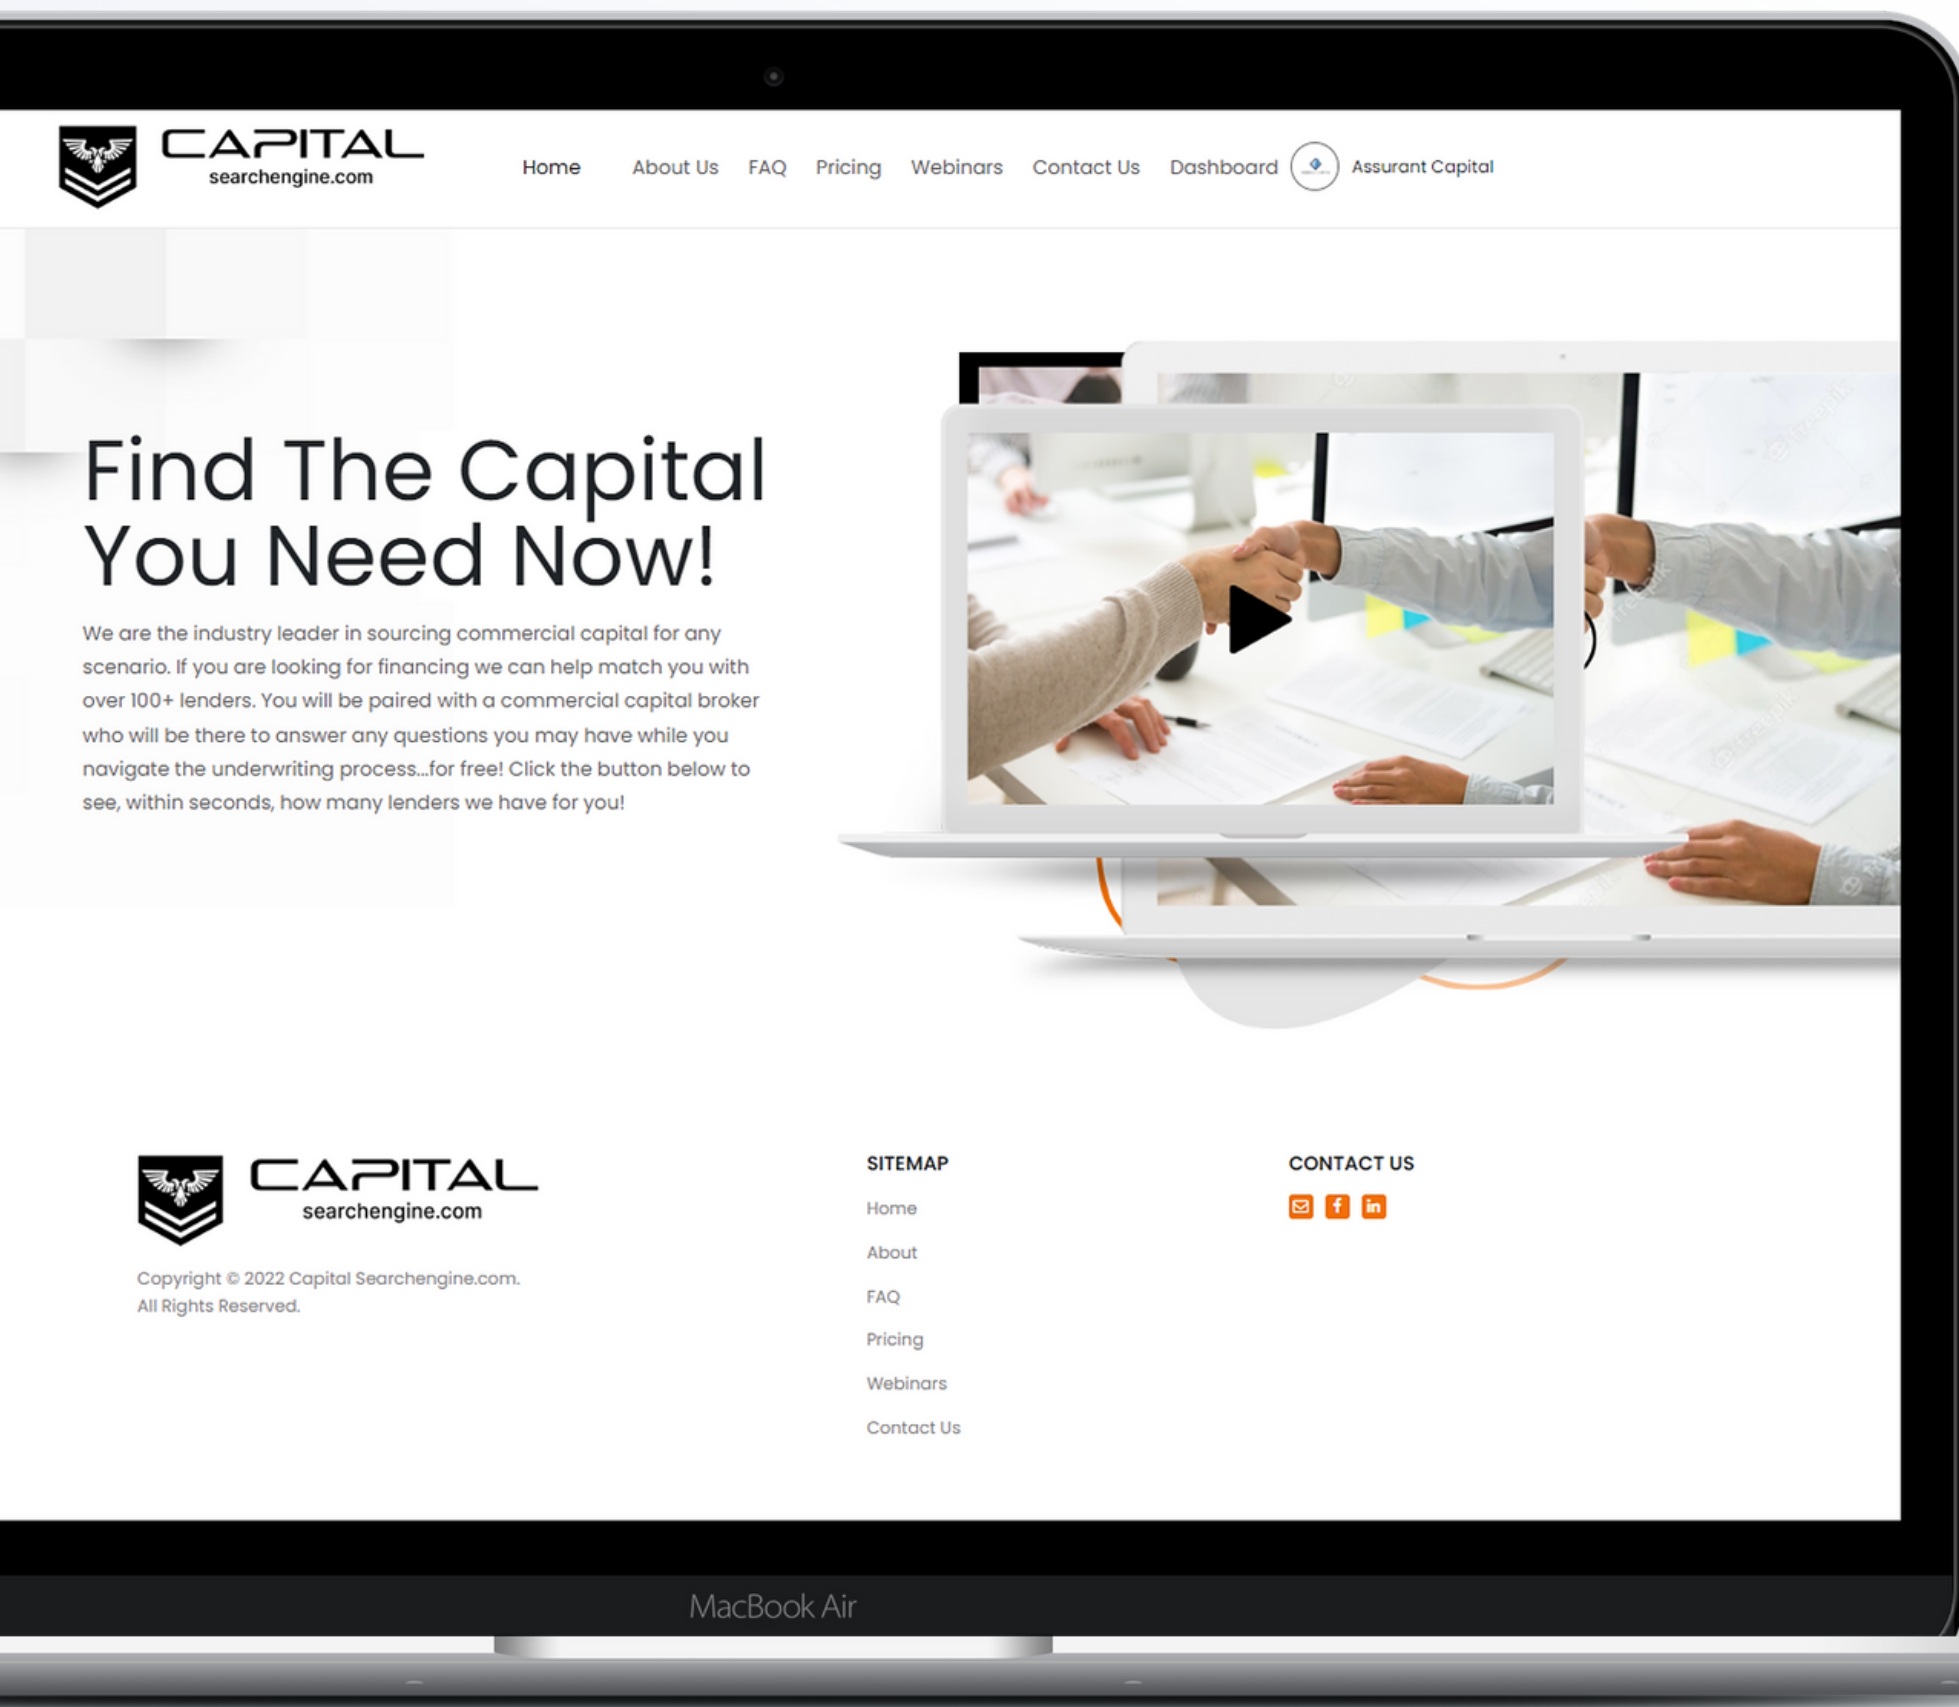 CAPITAL
searchengine.com
Home About Us FAQ Pricing Webinars Contact Us Dashboard Assurant Capital
Find The Capital
You Need Now!
We are the industry leader in sourcing commercial capital for any
scenario. If you are looking for financing we can help match you with
over 100+ lenders. You will be paired with a commercial capital broker
who will be there to answer any questions you may have while you
navigate the underwriting process...for free! Click the button below to
see, within seconds, how many lenders we have for you!
freepik
freepik
freepik
CAPITAL
searchengine.com
Copyright © 2022 Capital Searchengine.com.
All Rights Reserved.
SITEMAP
Home
About
FAQ
Pricing
Webinars
Contact Us
CONTACT US
f in
MacBook Air